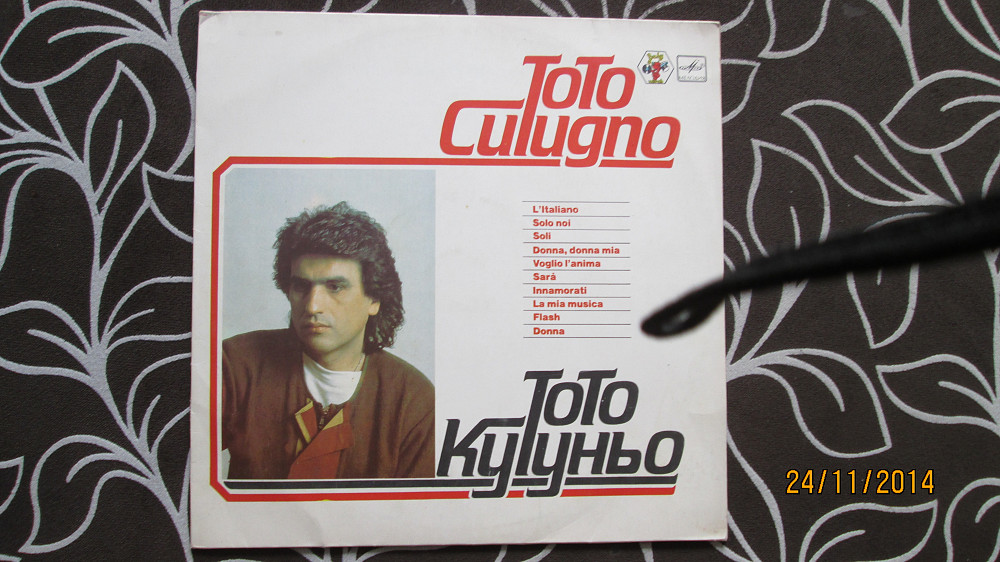 ToTo
Cutugno
L'Italiano
Solo noi
Soli
Donna, donna mia
Voglio l'anima
Sará
Innamorati
La mia musica
Flash
Donna
ТоТо
Кутуньо
24/11/2014